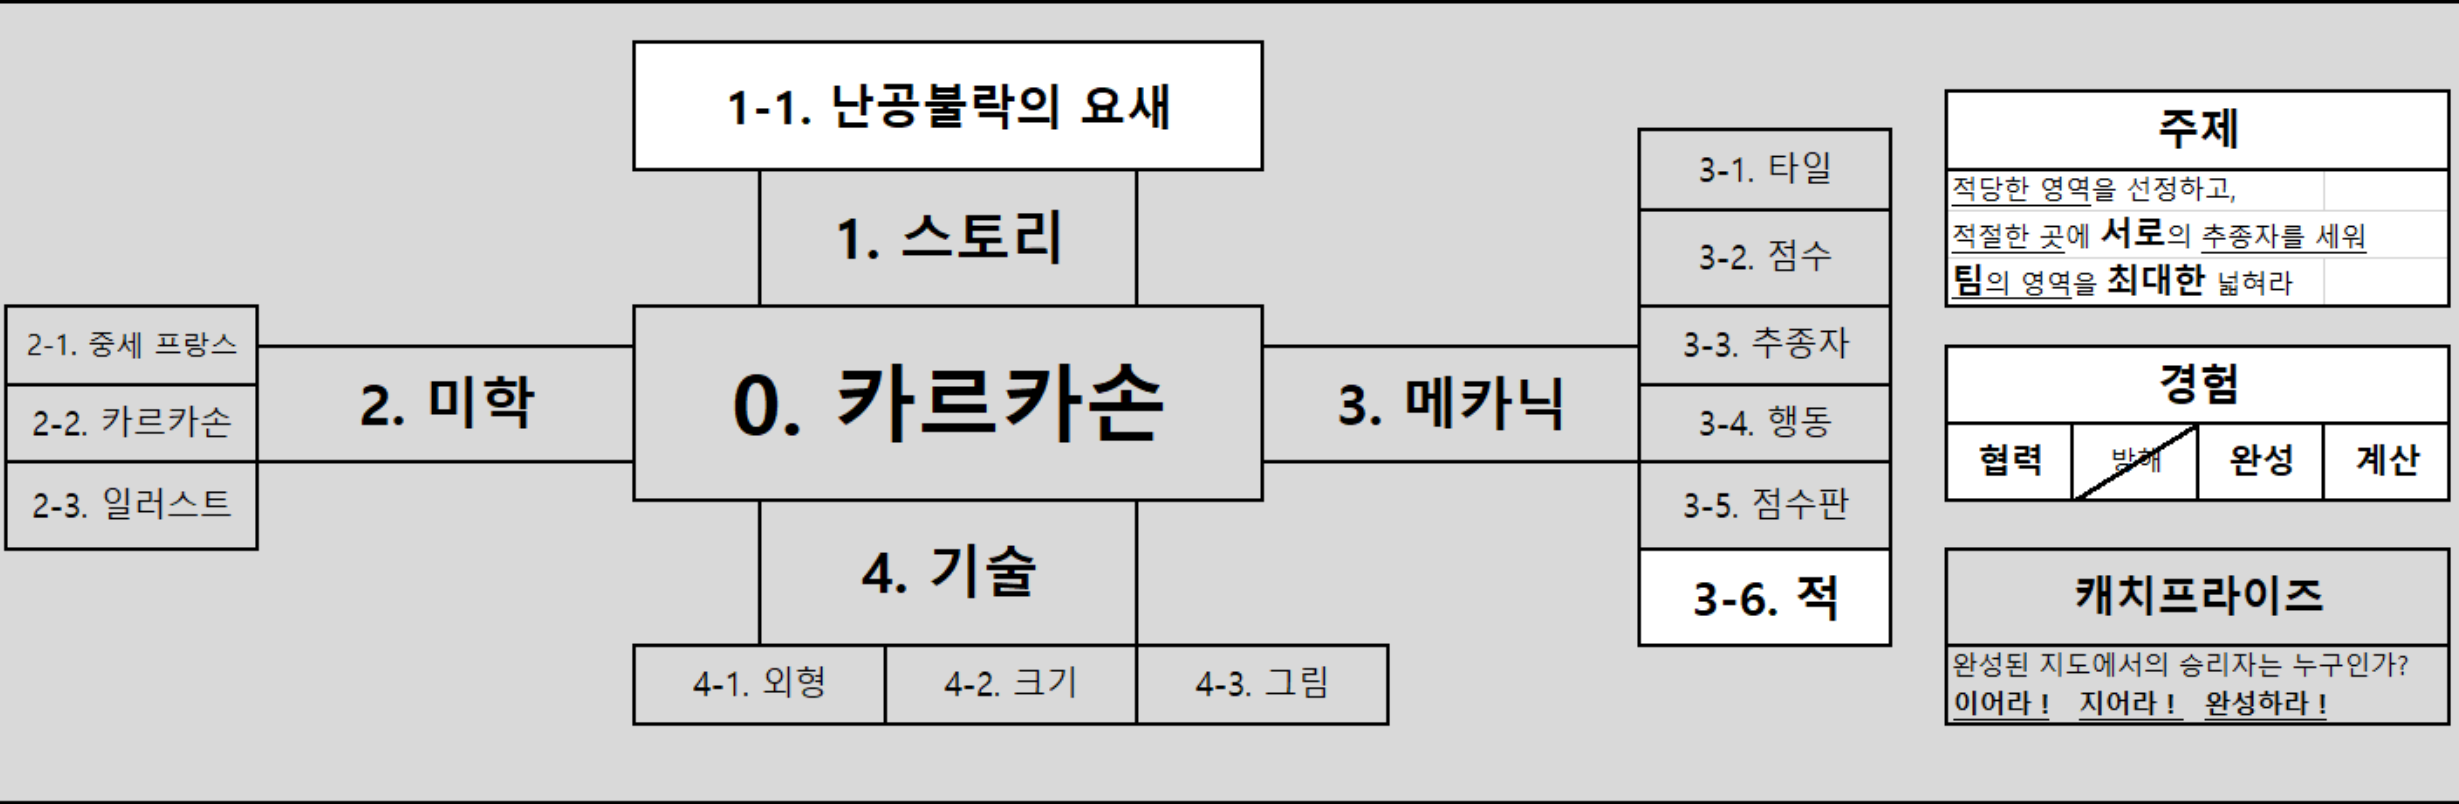 1-1. 난공불락의 요새
1. 스토리
2-1. 중세 프랑스
2-2. 카르카손
2-3. 일러스트
2. 미학
0. 카르카손
3. 메카닉
3-1. 타일
3-2. 점수
3-3. 추종자
3-4. 행동
3-5. 점수판
3-6. 적
4. 기술
4-1. 외형
4-2. 크기
4-3. 그림
주제
적당한 영역을 선정하고,
적절한 곳에 서로의 추종자를 세워
팀의 영역을 최대한 넓혀라
경험
협력 방해 완성 계산
캐치프라이즈
완성된 지도에서의 승리자는 누구인가?
이어라 ! 지어라 ! 완성하라 !